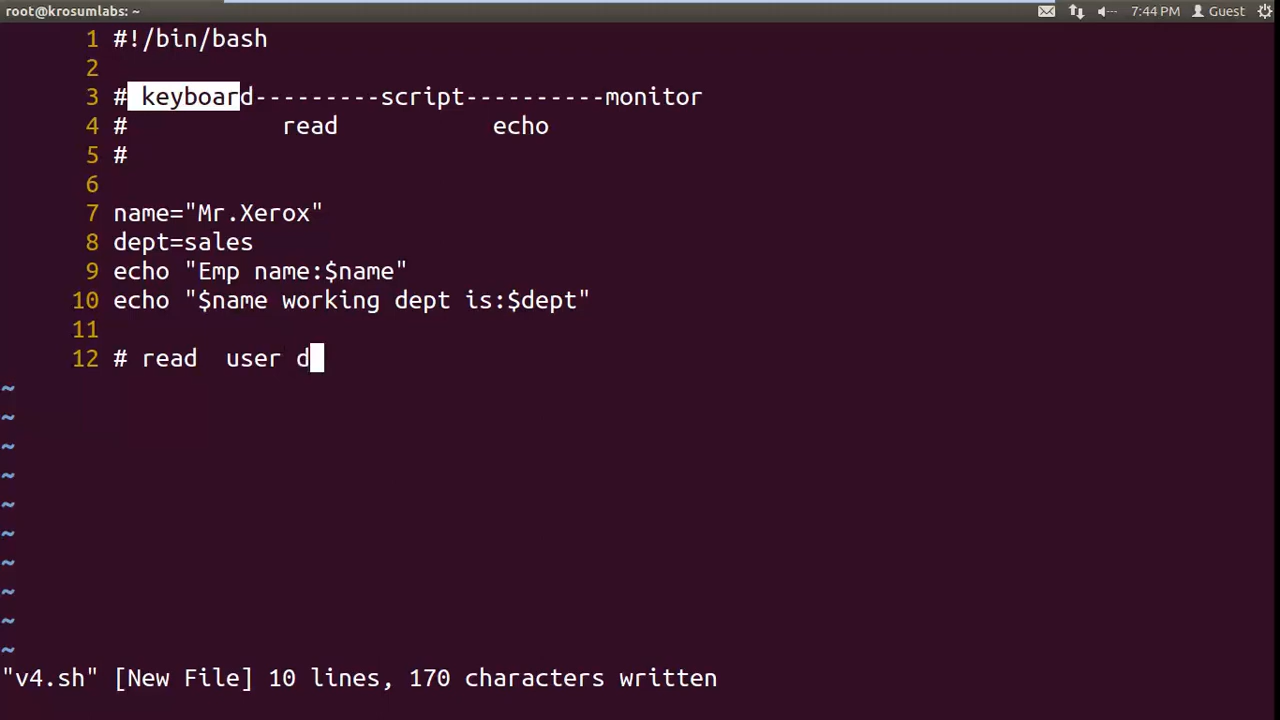 root@krosumlabs: ~ 7:44 PM Guest
1 #!/bin/bash
2
3 # keyboard---------script----------monitor
4 #           read           echo
5 #
6
7 name="Mr.Xerox"
8 dept=sales
9 echo "Emp name:$name"
10 echo "$name working dept is:$dept"
11
12 # read  user d
~
~
~
~
~
~
~
~
~
~
"v4.sh" [New File] 10 lines, 170 characters written